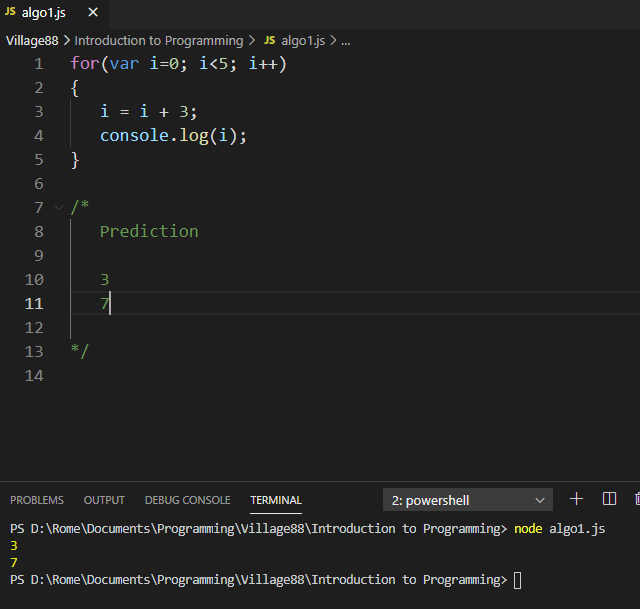 JS algo1.js ×
Village88 > Introduction to Programming > JS algo1.js > ...
1 for(var i=0; i<5; i++)
2 {
3 i = i + 3;
4 console.log(i);
5 }
6
7 /*
8 Prediction
9
10 3
11 7
12
13 */
14
PROBLEMS OUTPUT DEBUG CONSOLE TERMINAL 2: powershell
PS D:\Rome\Documents\Programming\Village88\Introduction to Programming> node algo1.js
3
7
PS D:\Rome\Documents\Programming\Village88\Introduction to Programming>